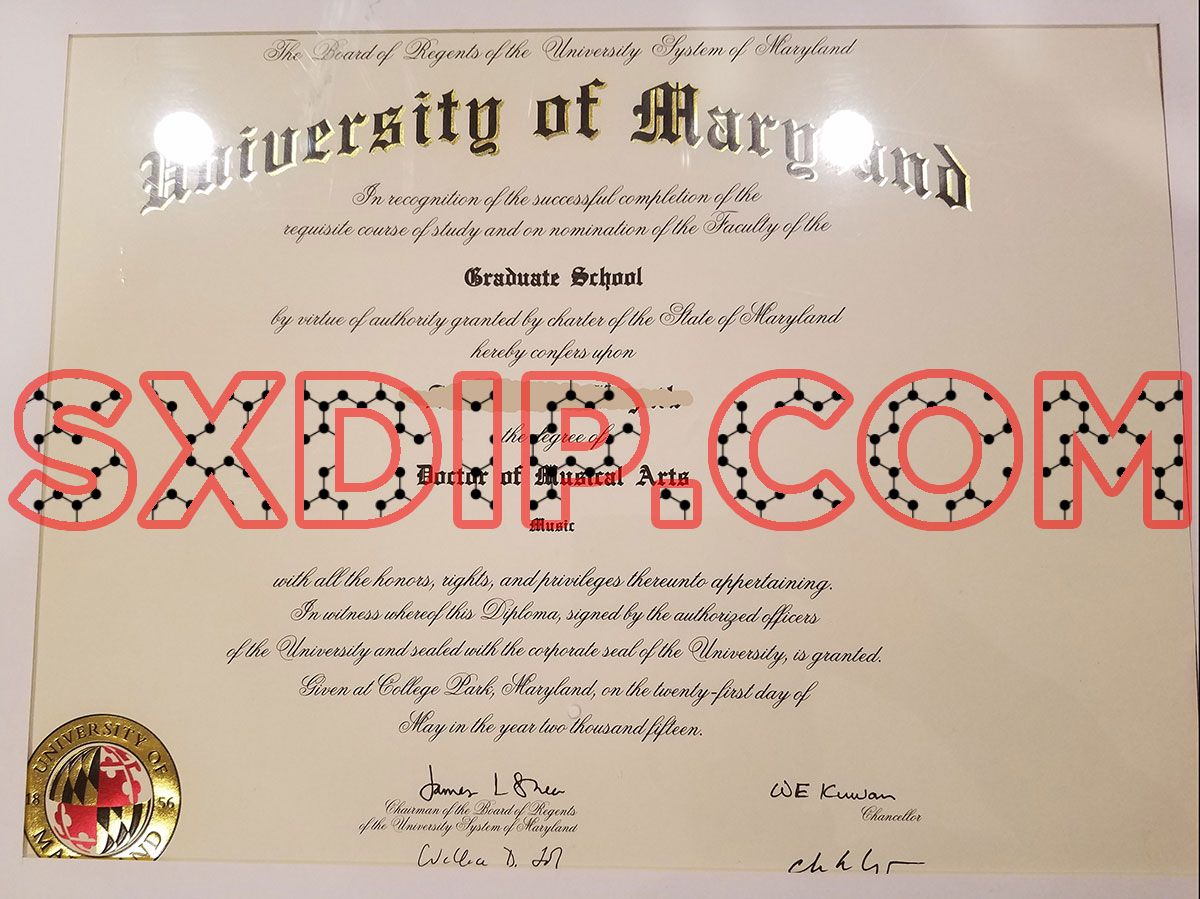 The Board of Regents of the University System of Maryland
University of Maryland
In recognition of the successful completion of the
requisite course of study and on nomination of the Faculty of the
Graduate School
by virtue of authority granted by charter of the State of Maryland
hereby confers upon
SXDIP.COM
the degree of
Doctor of Musical Arts
Music
with all the honors, rights, and privileges thereunto appertaining.
In witness whereof this Diploma, signed by the authorized officers
of the University and sealed with the corporate seal of the University, is granted.
Given at College Park, Maryland, on the twenty-first day of
May in the year two thousand fifteen.
UNIVERSITY OF
18 56
MARYLAND
James L Shea
WE Kirwan
Chairman of the Board of Regents
of the University System of Maryland
Chancellor